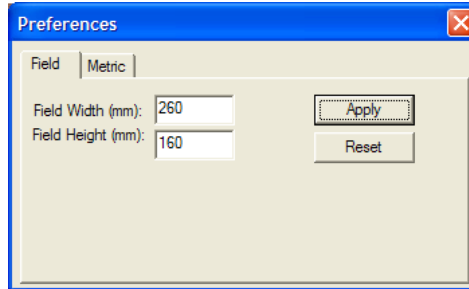 Preferences
Field Metric
Field Width (mm): 260 Apply
Field Height (mm): 160 Reset